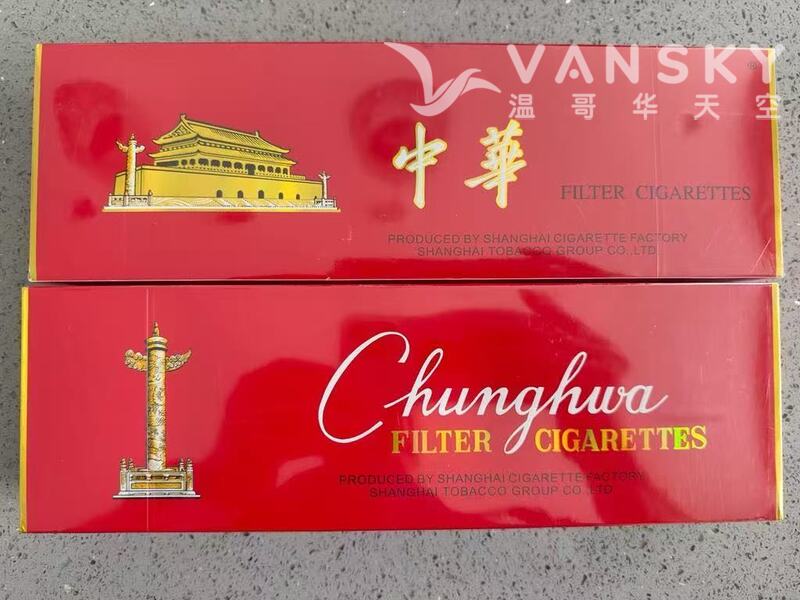 VANSKY
温哥华天空
®
中華
FILTER CIGARETTES
PRODUCED BY SHANGHAI CIGARETTE FACTORY
SHANGHAI TOBACCO GROUP CO.,LTD.
Chunghwa
FILTER CIGARETTES
PRODUCED BY SHANGHAI CIGARETTE FACTORY
SHANGHAI TOBACCO GROUP CO.,LTD.